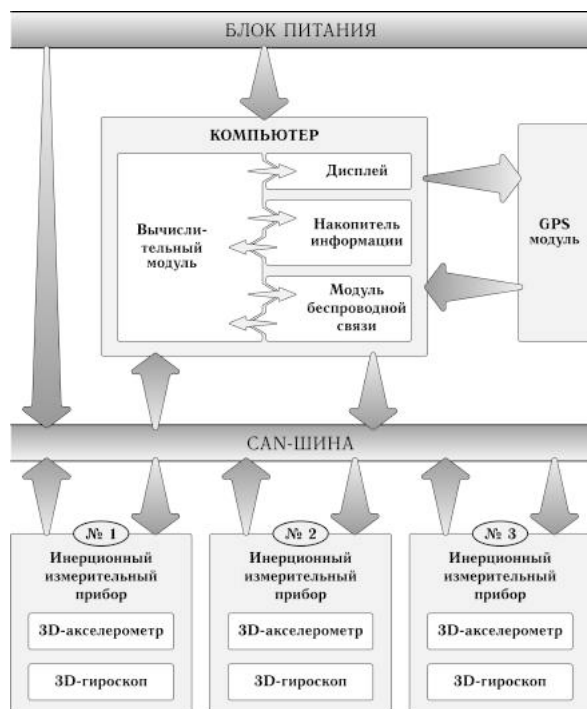 БЛОК ПИТАНИЯ
КОМПЬЮТЕР
Вычисли-
тельный
модуль
Дисплей
Накопитель
информации
Модуль
беспроводной
связи
GPS
модуль
CAN-ШИНА
№ 1
Инерционный
измерительный
прибор
3D-акселерометр
3D-гироскоп
№ 2
Инерционный
измерительный
прибор
3D-акселерометр
3D-гироскоп
№ 3
Инерционный
измерительный
прибор
3D-акселерометр
3D-гироскоп